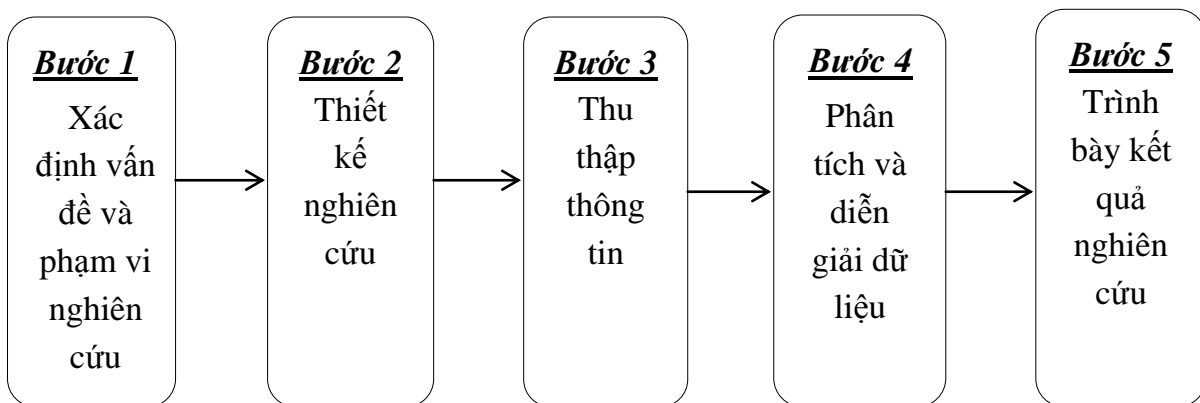 Bước 1
Xác
định vấn
đề và
phạm vi
nghiên
cứu
Bước 2
Thiết
kế
nghiên
cứu
Bước 3
Thu
thập
thông
tin
Bước 4
Phân
tích và
diễn
giải dữ
liệu
Bước 5
Trình
bày kết
quả
nghiên
cứu